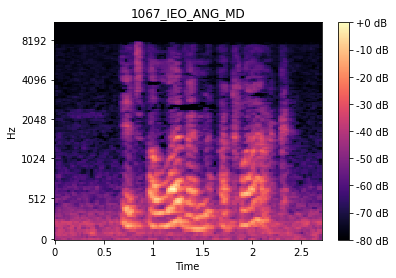 1067_IEO_ANG_MD
+0 dB
8192
-10 dB
4096
-20 dB
-30 dB
Hz
2048
-40 dB
1024
-50 dB
-60 dB
512
-70 dB
0
-80 dB
0 0.5 1 1.5 2 2.5
Time